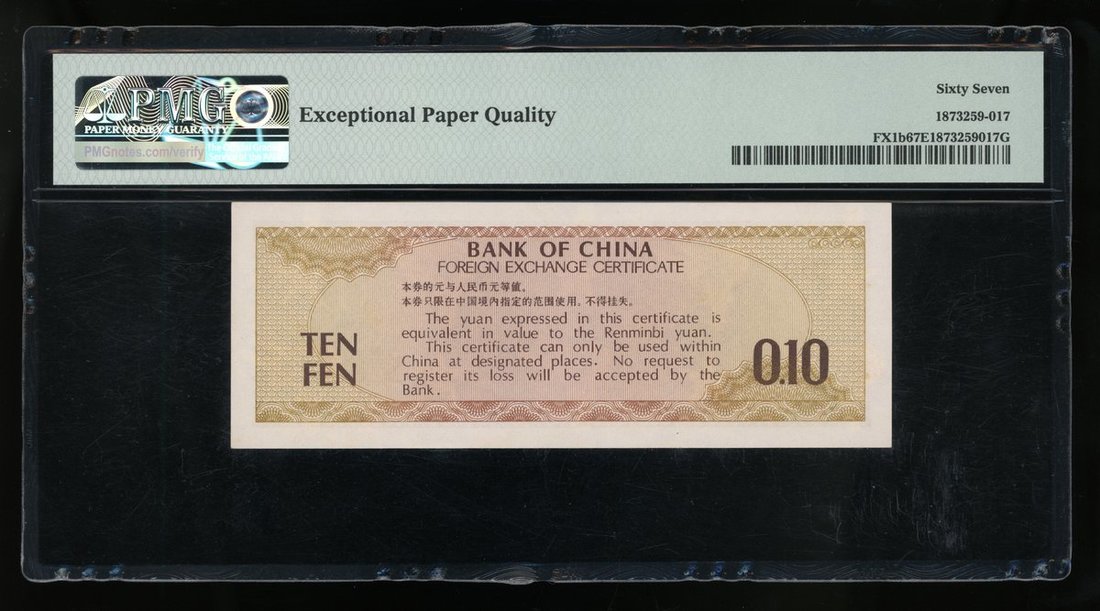 PMG
PAPER MONEY GUARANTY
PMGnotes.com/verify
Exceptional Paper Quality
Sixty Seven
1873259-017
FX1b67E1873259017G
BANK OF CHINA
FOREIGN EXCHANGE CERTIFICATE
本券的元与人民币元等值。
本券只限在中国境内指定的范围使用，不得挂失。
The yuan expressed in this certificate is
equivalent in value to the Renminbi yuan.
This certificate can only be used within
China at designated places. No request to
register its loss will be accepted by the
Bank.
TEN
FEN
0.10